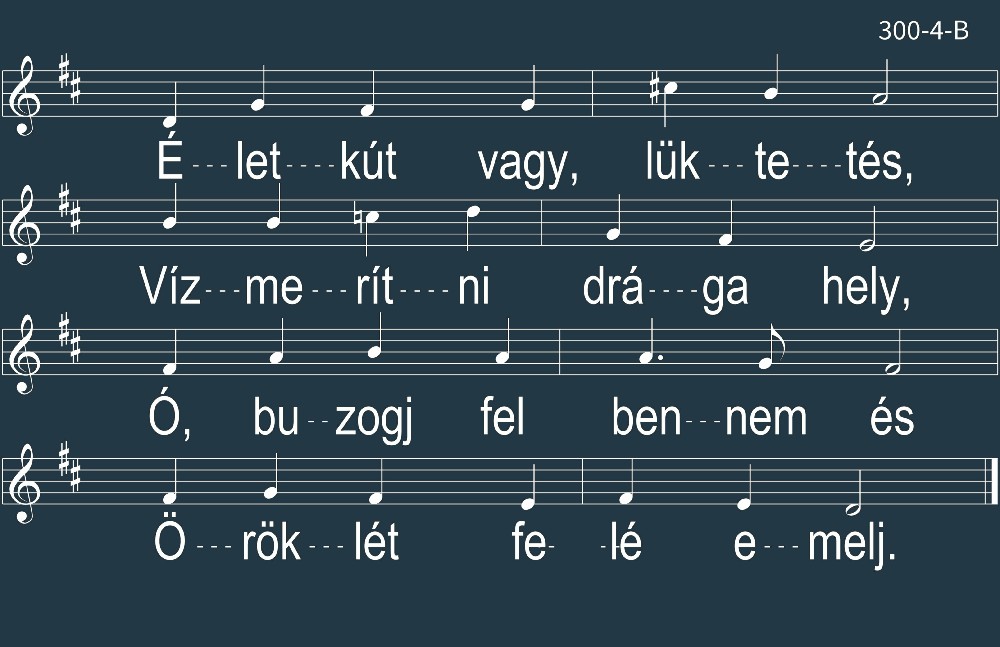 300-4-B
É---let----kút vagy, lük---te----tés,
Víz---me---rít----ni drá----ga hely,
Ó, bu--zogj fel ben---nem és
Ö---rök---lét fe- -lé e---melj.